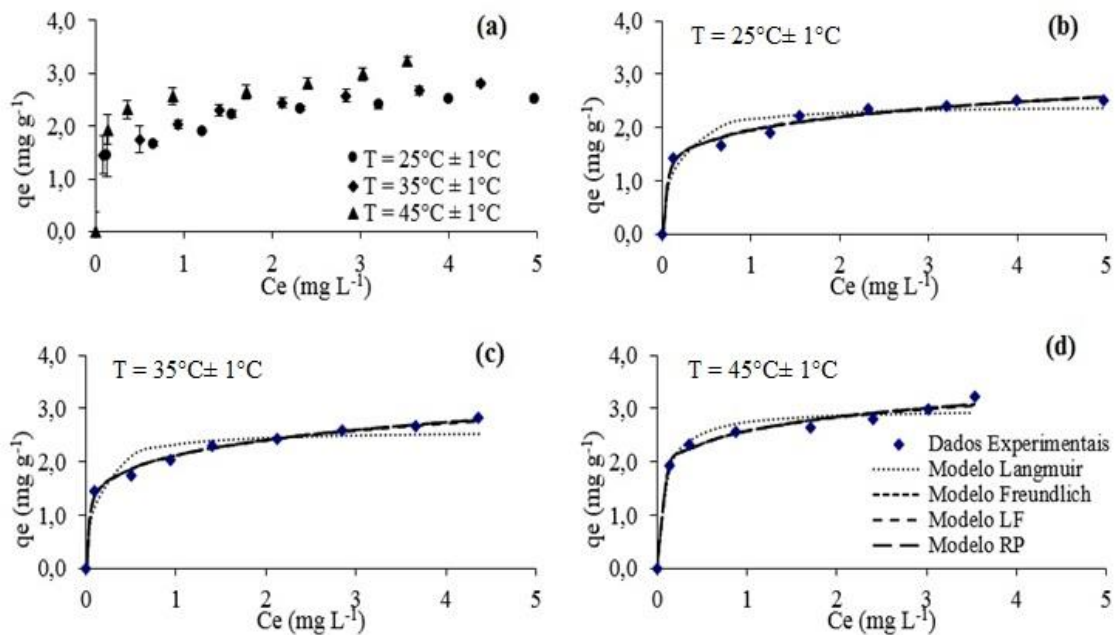 (a)
4,0
3,0
2,0
1,0
0,0
qe (mg g⁻¹)
T = 25°C ± 1°C
T = 35°C ± 1°C
T = 45°C ± 1°C
0 1 2 3 4 5
Ce (mg L⁻¹)
T = 25°C± 1°C
(b)
4,0
3,0
2,0
1,0
0,0
qe (mg g⁻¹)
0 1 2 3 4 5
Ce (mg L⁻¹)
T = 35°C± 1°C
(c)
4,0
3,0
2,0
1,0
0,0
qe (mg g⁻¹)
0 1 2 3 4 5
Ce (mg L⁻¹)
T = 45°C± 1°C
(d)
4,0
3,0
2,0
1,0
0,0
qe (mg g⁻¹)
Dados Experimentais
Modelo Langmuir
Modelo Freundlich
Modelo LF
Modelo RP
0 1 2 3 4 5
Ce (mg L⁻¹)